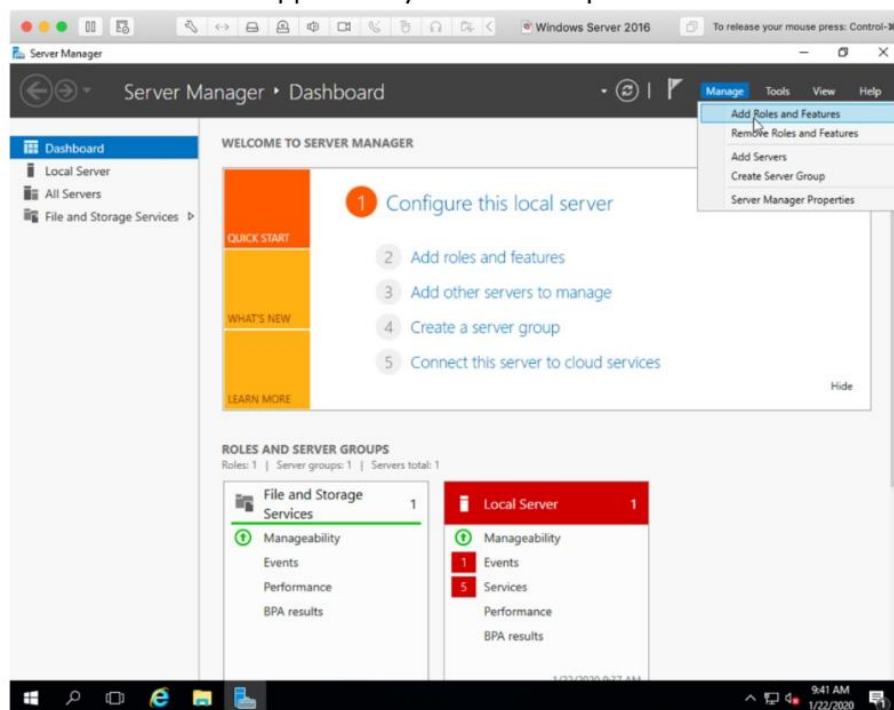 Windows Server 2016
To release your mouse press: Control-⌘
Server Manager
Server Manager • Dashboard
Manage Tools View Help
Add Roles and Features
Remove Roles and Features
Add Servers
Create Server Group
Server Manager Properties
Dashboard
Local Server
All Servers
File and Storage Services
WELCOME TO SERVER MANAGER
QUICK START
WHAT'S NEW
LEARN MORE
1 Configure this local server
2 Add roles and features
3 Add other servers to manage
4 Create a server group
5 Connect this server to cloud services
Hide
ROLES AND SERVER GROUPS
Roles: 1 | Server groups: 1 | Servers total: 1
File and Storage
Services
1
Manageability
Events
Performance
BPA results
Local Server 1
Manageability
1 Events
5 Services
Performance
BPA results
1/22/2020 9:37 AM
9:41 AM
1/22/2020